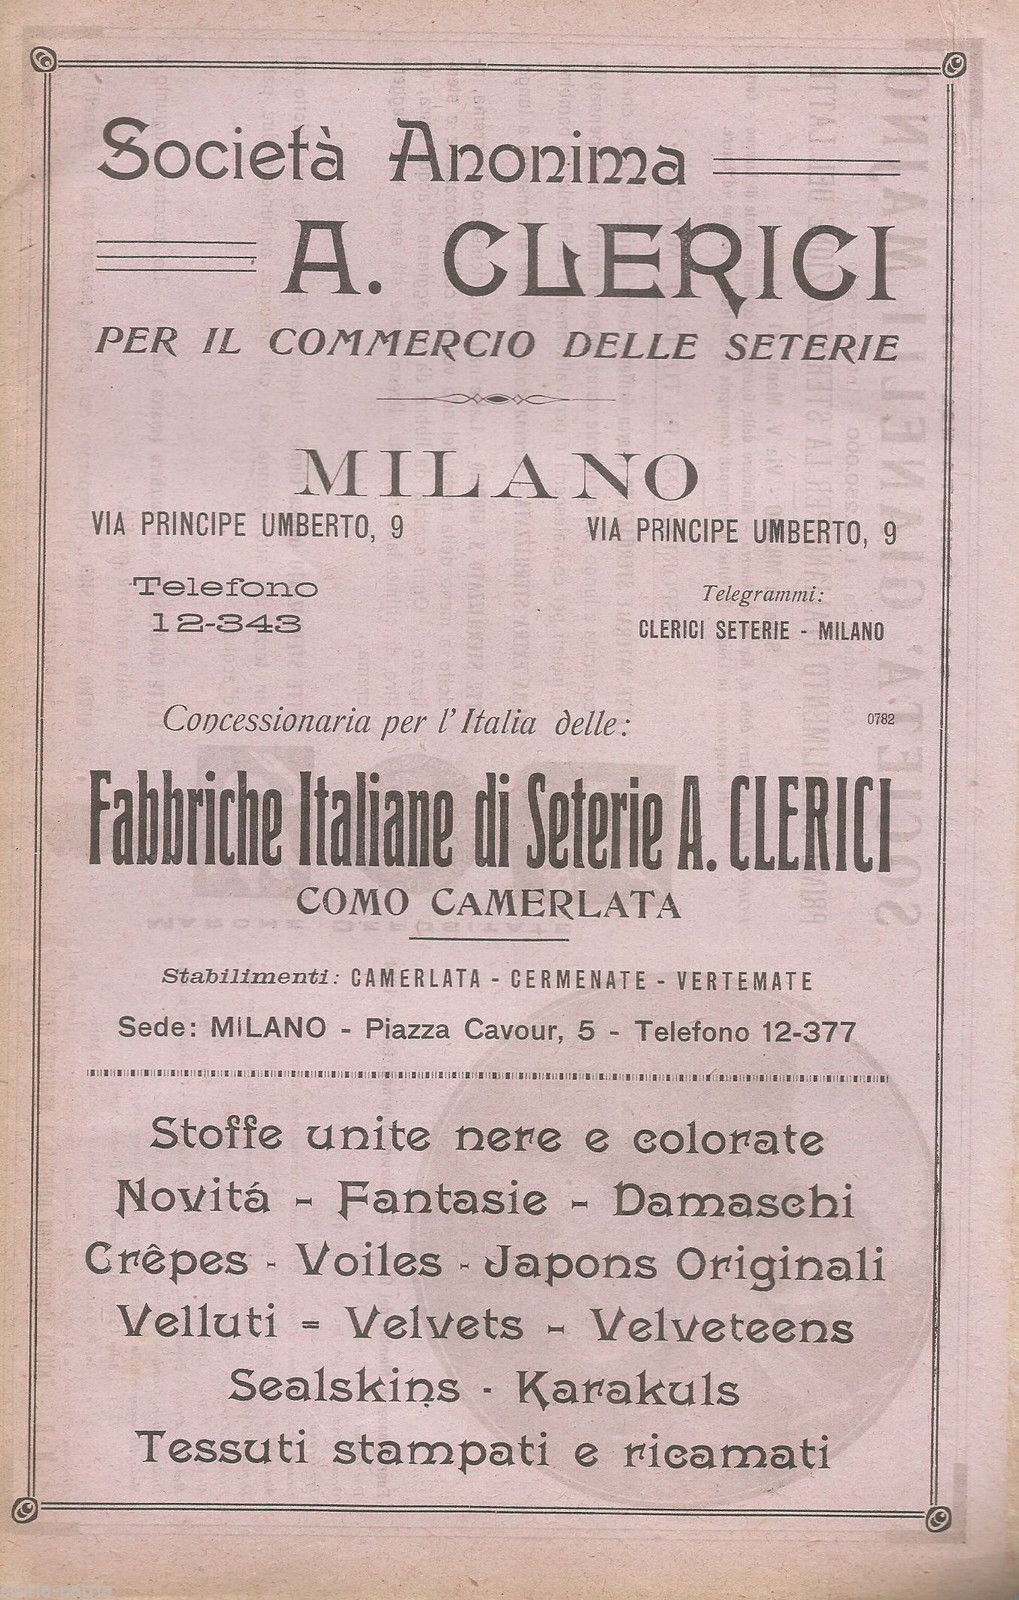 Società Anonima
A. CLERICI
PER IL COMMERCIO DELLE SETERIE
MILANO
VIA PRINCIPE UMBERTO, 9
VIA PRINCIPE UMBERTO, 9
Telefono
12-343
Telegrammi:
CLERICI SETERIE - MILANO
Concessionaria per l'Italia delle:
0782
Fabbriche Italiane di Seterie A. CLERICI
COMO CAMERLATA
Stabilimenti: CAMERLATA - CERMENATE - VERTEMATE
Sede: MILANO - Piazza Cavour, 5 - Telefono 12-377
Stoffe unite nere e colorate
Novitá - Fantasie - Damaschi
Crêpes - Voiles - Japons Originali
Velluti = Velvets - Velveteens
Sealskins - Karakuls
Tessuti stampati e ricamati